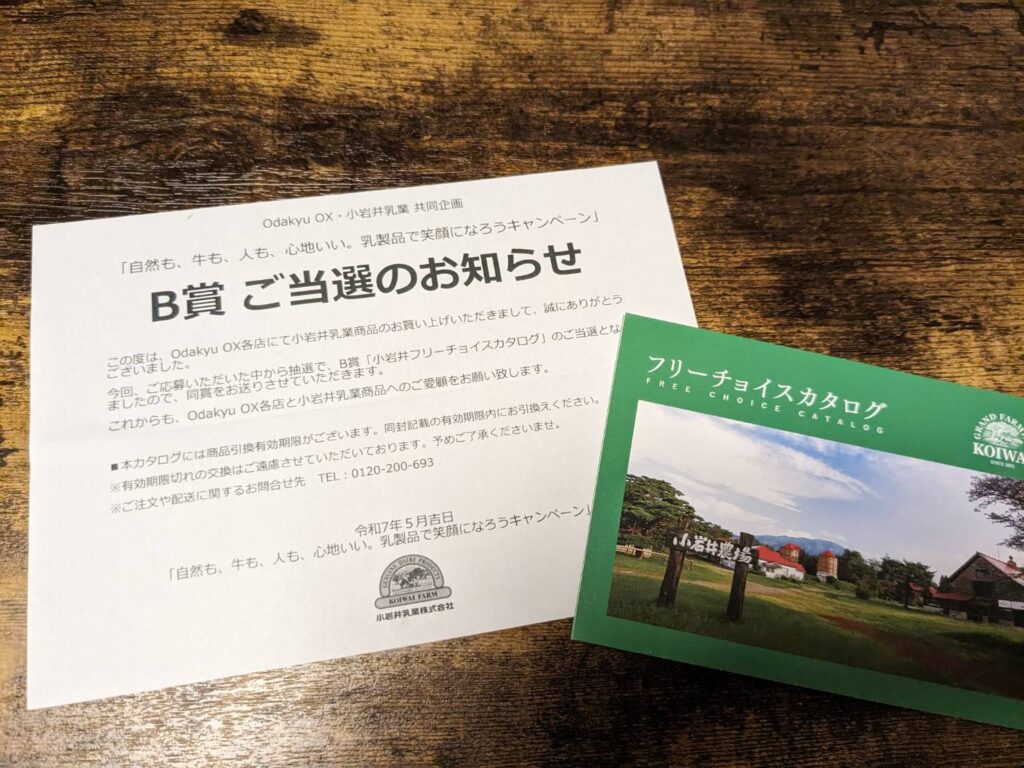 Odakyu OX・小岩井乳業 共同企画
「自然も、牛も、人も、心地いい。乳製品で笑顔になろうキャンペーン」
B賞 ご当選のお知らせ
この度は、Odakyu OX各店にて小岩井乳業商品のお買い上げいただきまして、誠にありがとう
ございました。
今回、ご応募いただいた中から抽選で、B賞「小岩井フリーチョイスカタログ」のご当選とな
ましたので、同賞をお送りさせていただきます。
これからも、Odakyu OX各店と小岩井乳業商品へのご愛顧をお願い致します。
■本カタログには商品引換有効期限がございます。同封記載の有効期限内にお引換えください。
※有効期限切れの交換はご遠慮させていただいております。予めご了承くださいませ。
※ご注文や配送に関するお問合せ先 TEL：0120-200-693
令和7年５月吉日
「自然も、牛も、人も、心地いい。乳製品で笑顔になろうキャンペーン」
GENUINE DAIRY PRODUCTS
KOIWAI FARM
小岩井乳業株式会社
フリーチョイスカタログ
FREE CHOICE CATALOG
GRAND FARM
KOIWAI
SINCE 1891
小岩井農場